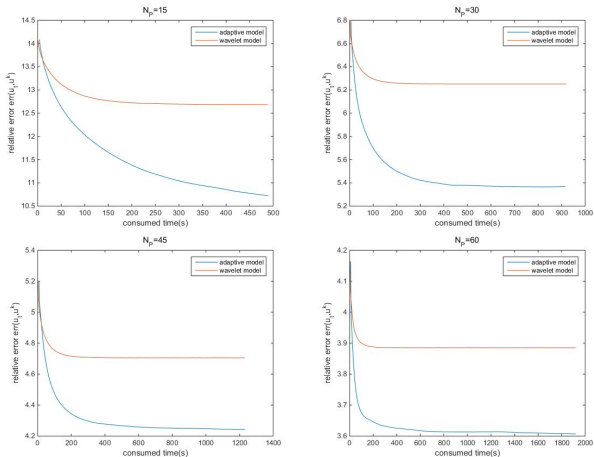 N_P=15
14.5
14
13.5
13
12.5
12
11.5
11
10.5
relative error err(u_1,u^k)
adaptive model
wavelet model
0 50 100 150 200 250 300 350 400 450 500
consumed time(s)
N_P=30
6.8
6.6
6.4
6.2
6
5.8
5.6
5.4
5.2
relative error err(u_1,u^k)
adaptive model
wavelet model
0 100 200 300 400 500 600 700 800 900 1000
consumed time(s)
N_P=45
5.4
5.2
5
4.8
4.6
4.4
4.2
relative error err(u_1,u^k)
adaptive model
wavelet model
0 200 400 600 800 1000 1200 1400
consumed time(s)
N_P=60
4.2
4.1
4
3.9
3.8
3.7
3.6
relative error err(u_1,u^k)
adaptive model
wavelet model
0 200 400 600 800 1000 1200 1400 1600 1800 2000
consumed time(s)